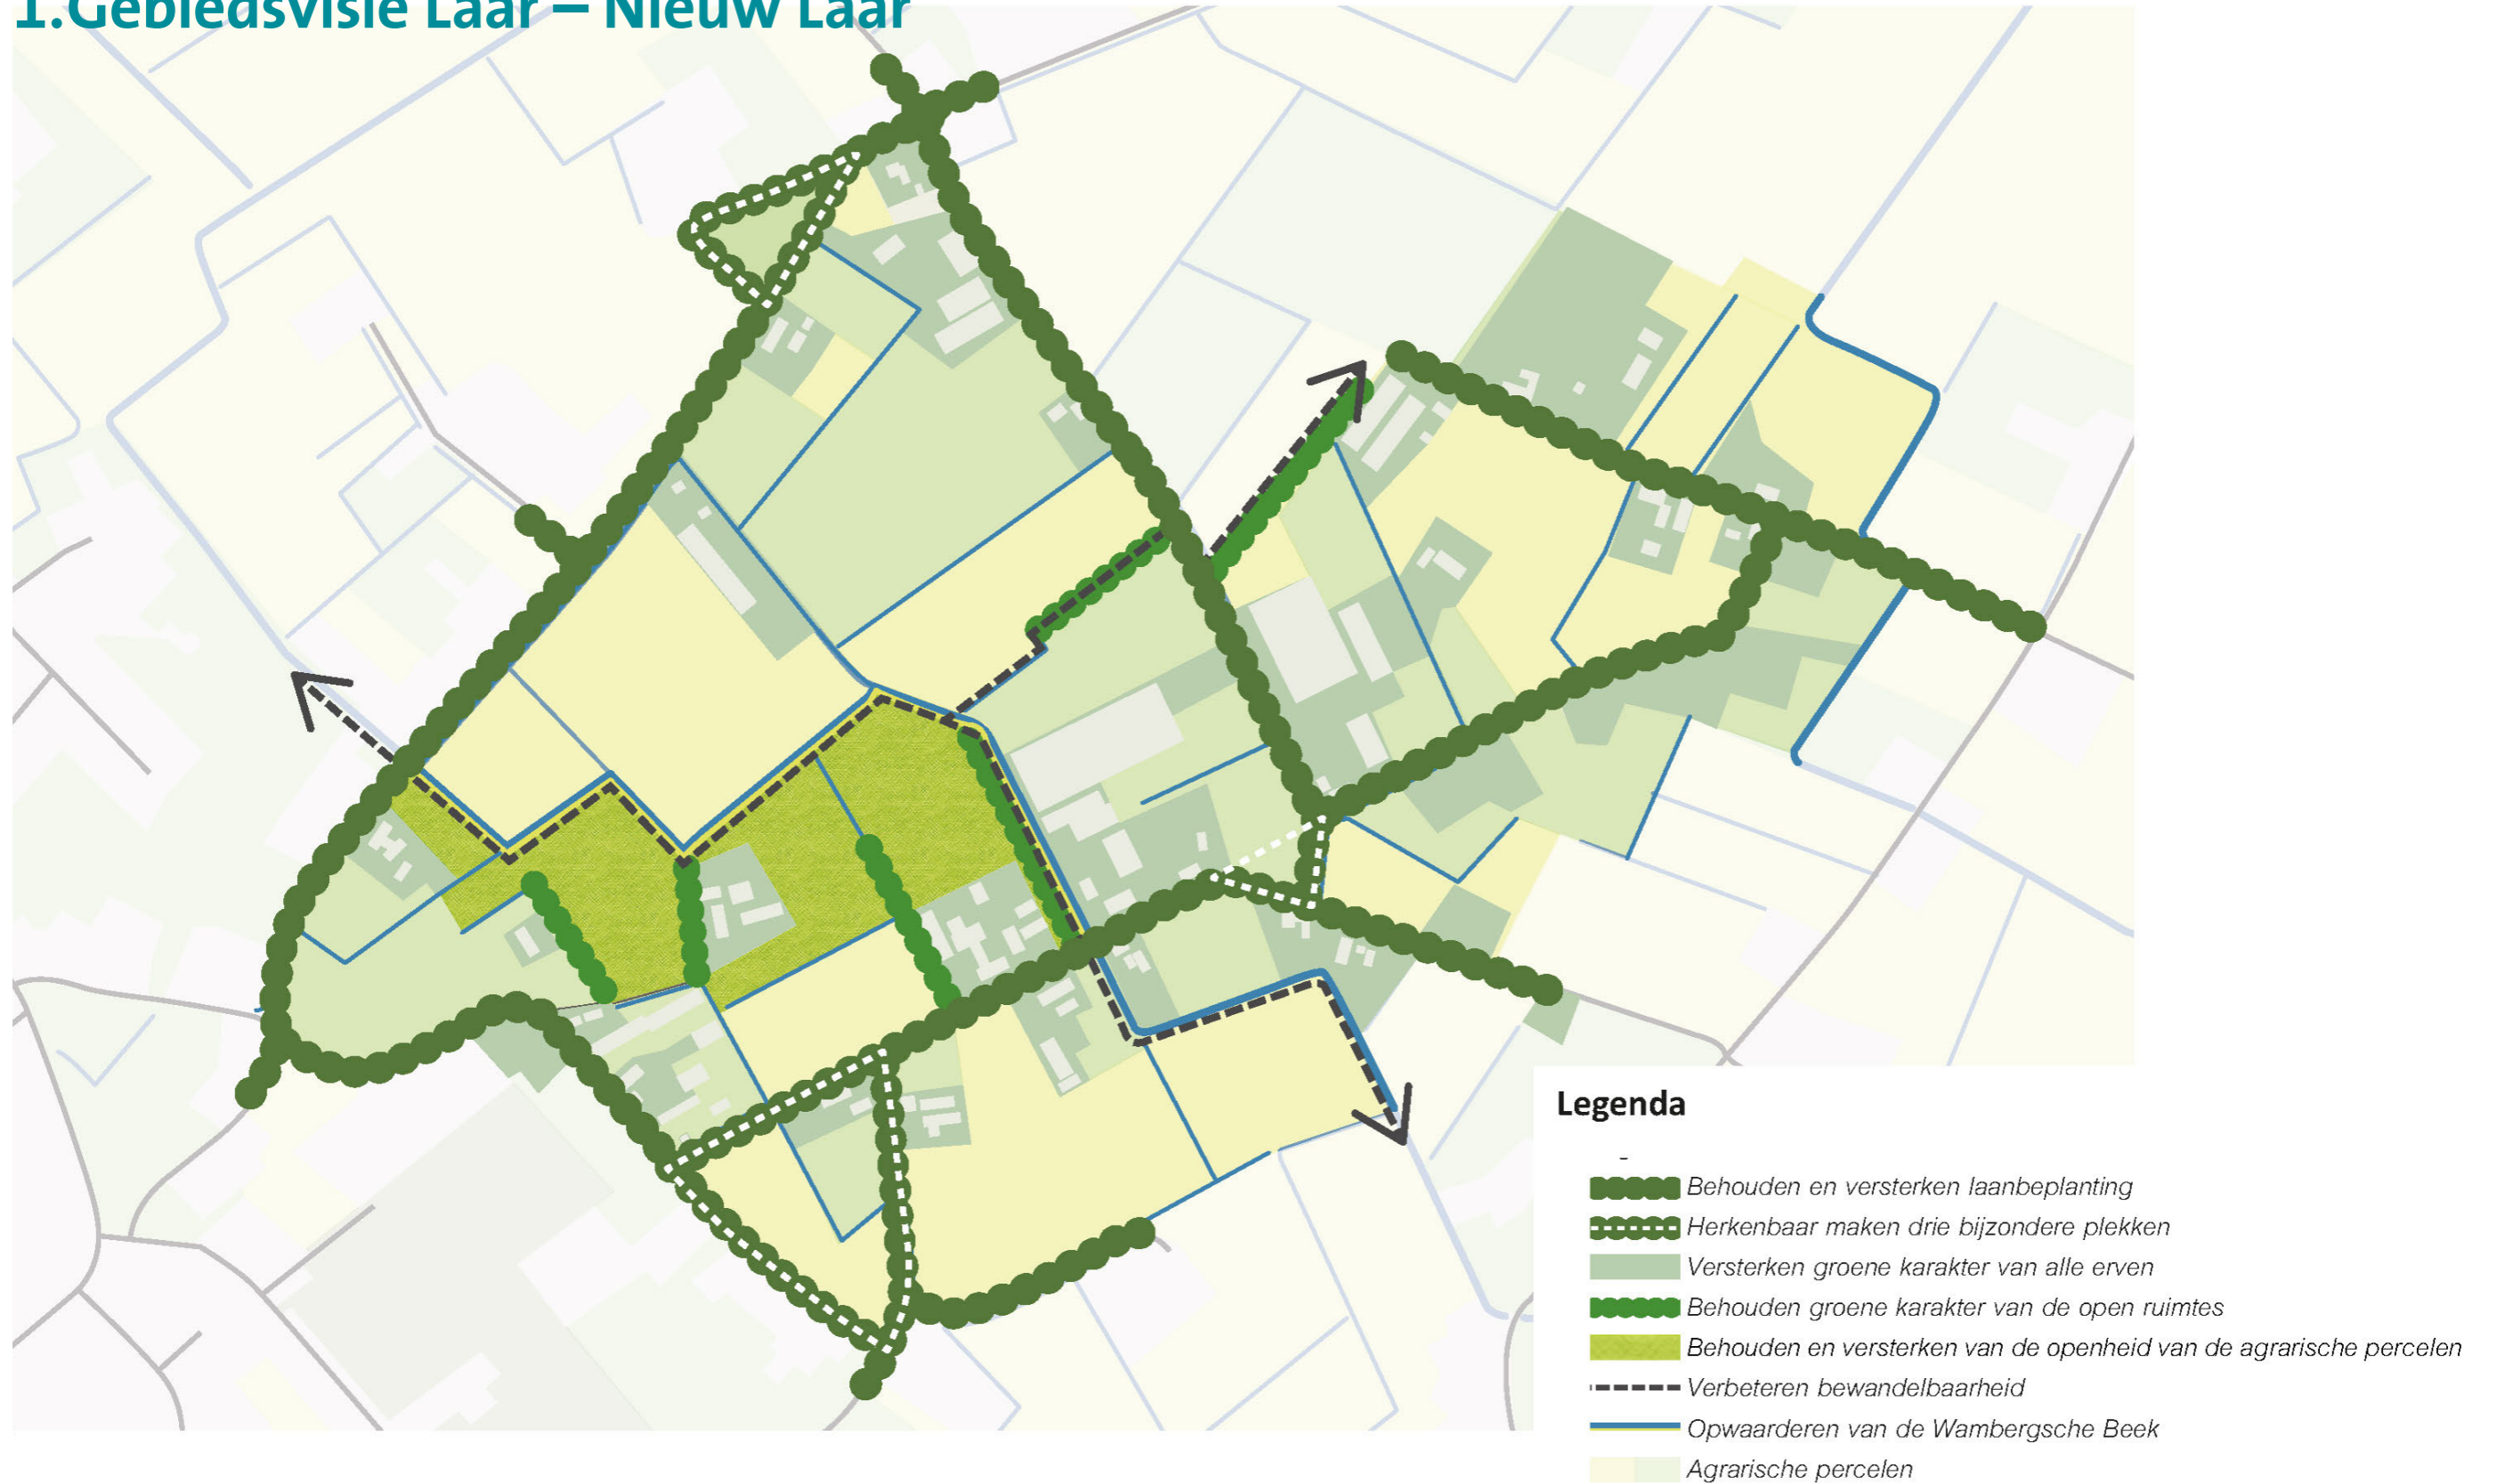 1.Gebiedsvisie Laar – Nieuw Laar
Legenda
-
Behouden en versterken laanbeplanting
Herkenbaar maken drie bijzondere plekken
Versterken groene karakter van alle erven
Behouden groene karakter van de open ruimtes
Behouden en versterken van de openheid van de agrarische percelen
Verbeteren bewandelbaarheid
Opwaarderen van de Wambergsche Beek
Agrarische percelen